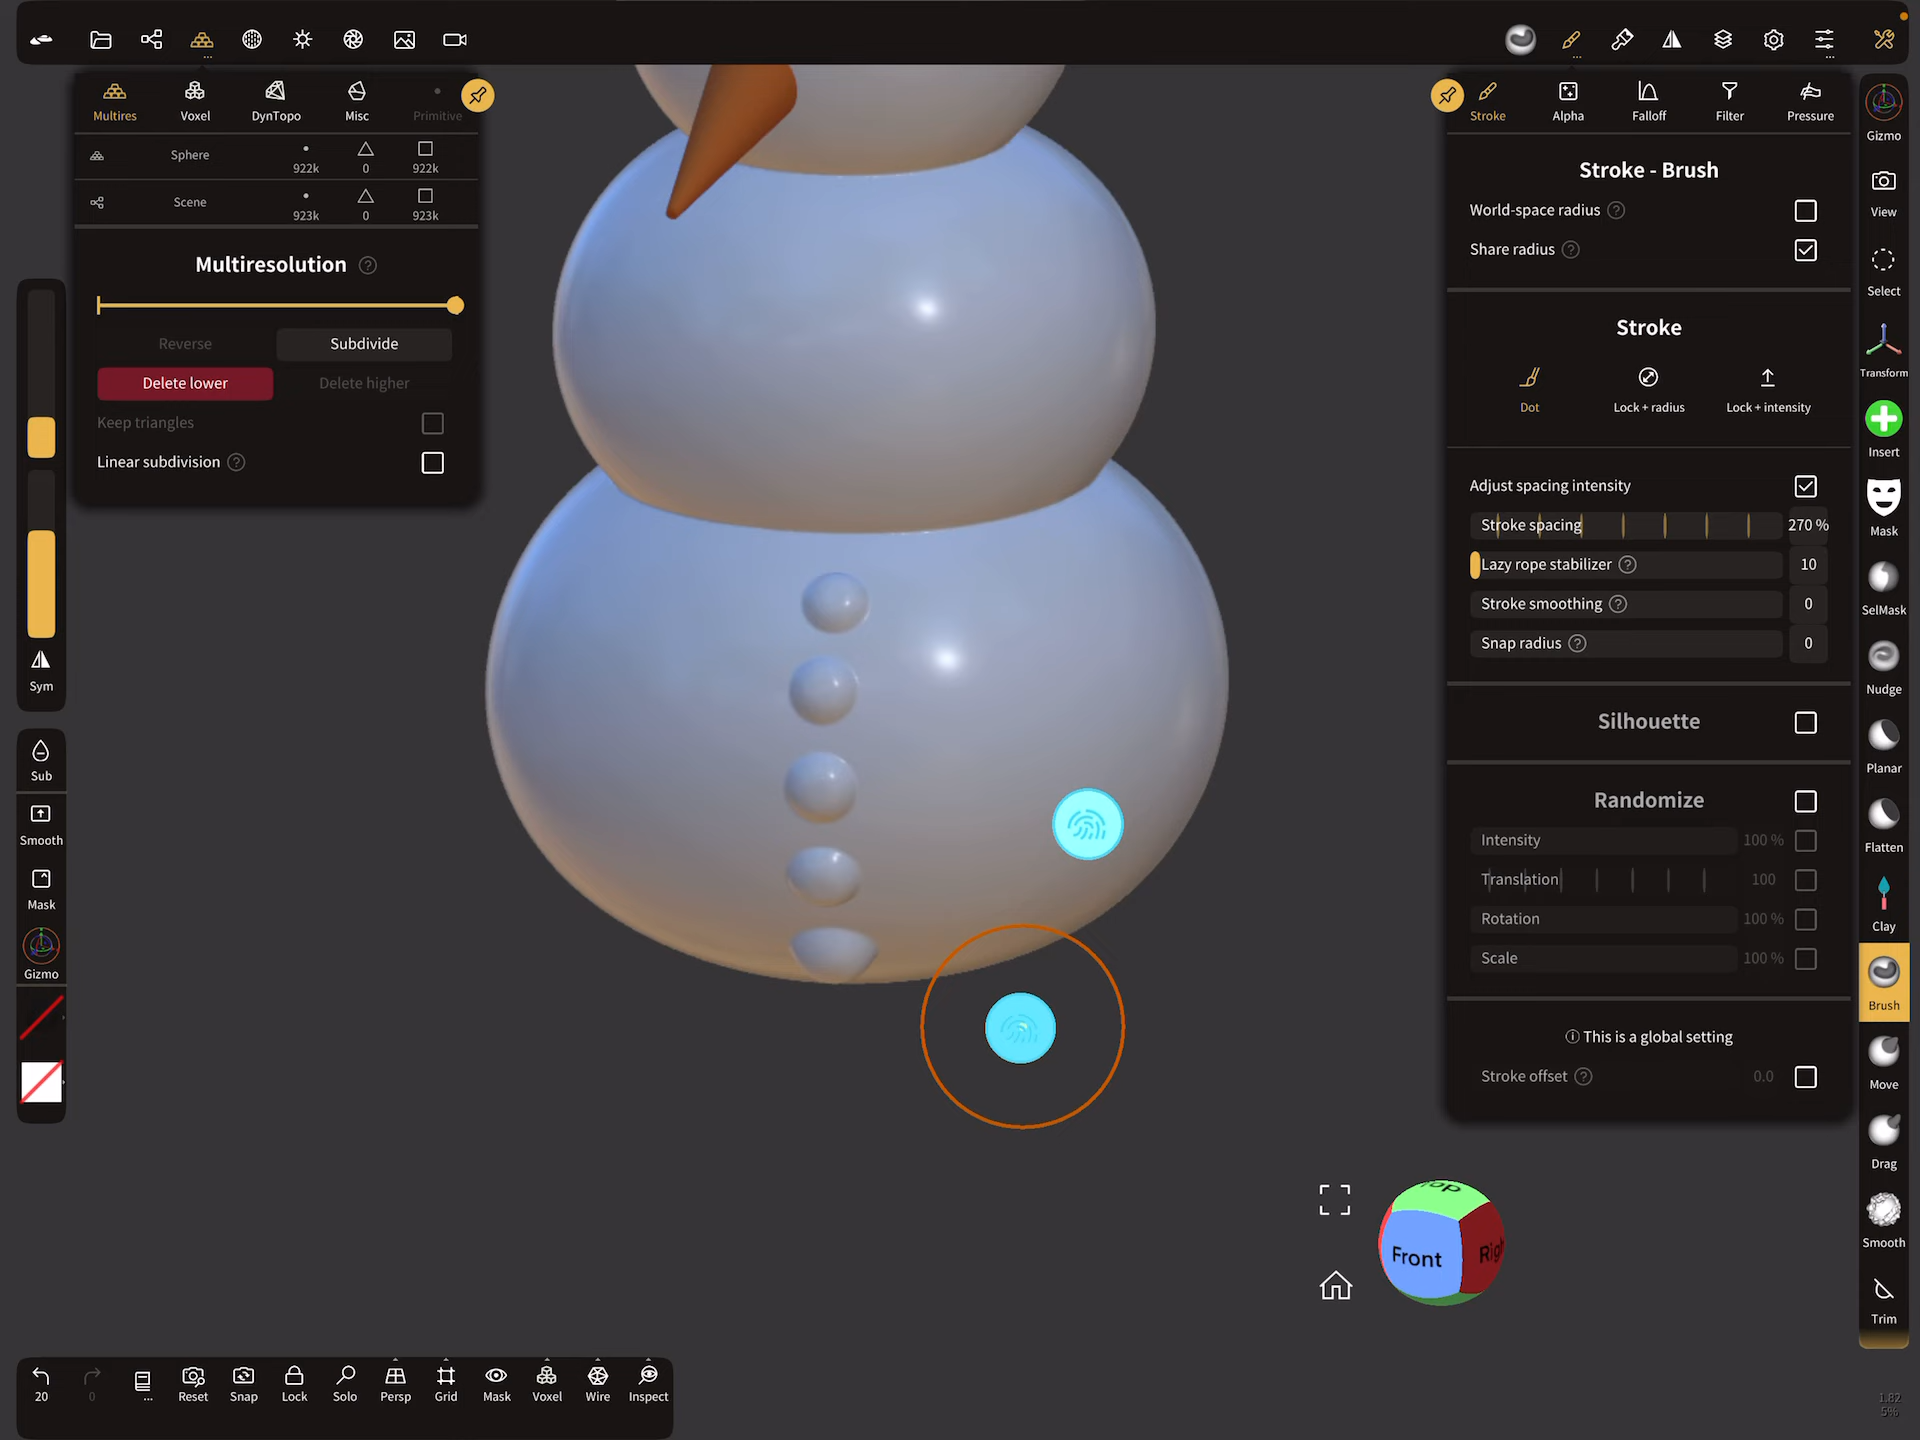 Multires
Voxel
DynTopo
Misc
Primitive
Sphere
922k
0
922k
Scene
923k
0
923k
Multiresolution
Reverse
Subdivide
Delete lower
Delete higher
Keep triangles
Linear subdivision
Sym
Sub
Smooth
Mask
Gizmo
Stroke
Alpha
Falloff
Filter
Pressure
Stroke - Brush
World-space radius
Share radius
Stroke
Dot
Lock + radius
Lock + intensity
Adjust spacing intensity
Stroke spacing
270 %
Lazy rope stabilizer
10
Stroke smoothing
0
Snap radius
0
Silhouette
Randomize
Intensity
100 %
Translation
100
Rotation
100 %
Scale
100 %
This is a global setting
Stroke offset
0.0
Gizmo
View
Select
Transform
Insert
Mask
SelMask
Nudge
Planar
Flatten
Clay
Brush
Move
Drag
Smooth
Trim
Top
Front
Righ
20
0
...
Reset
Snap
Lock
Solo
Persp
Grid
Mask
Voxel
Wire
Inspect
1.82
5%